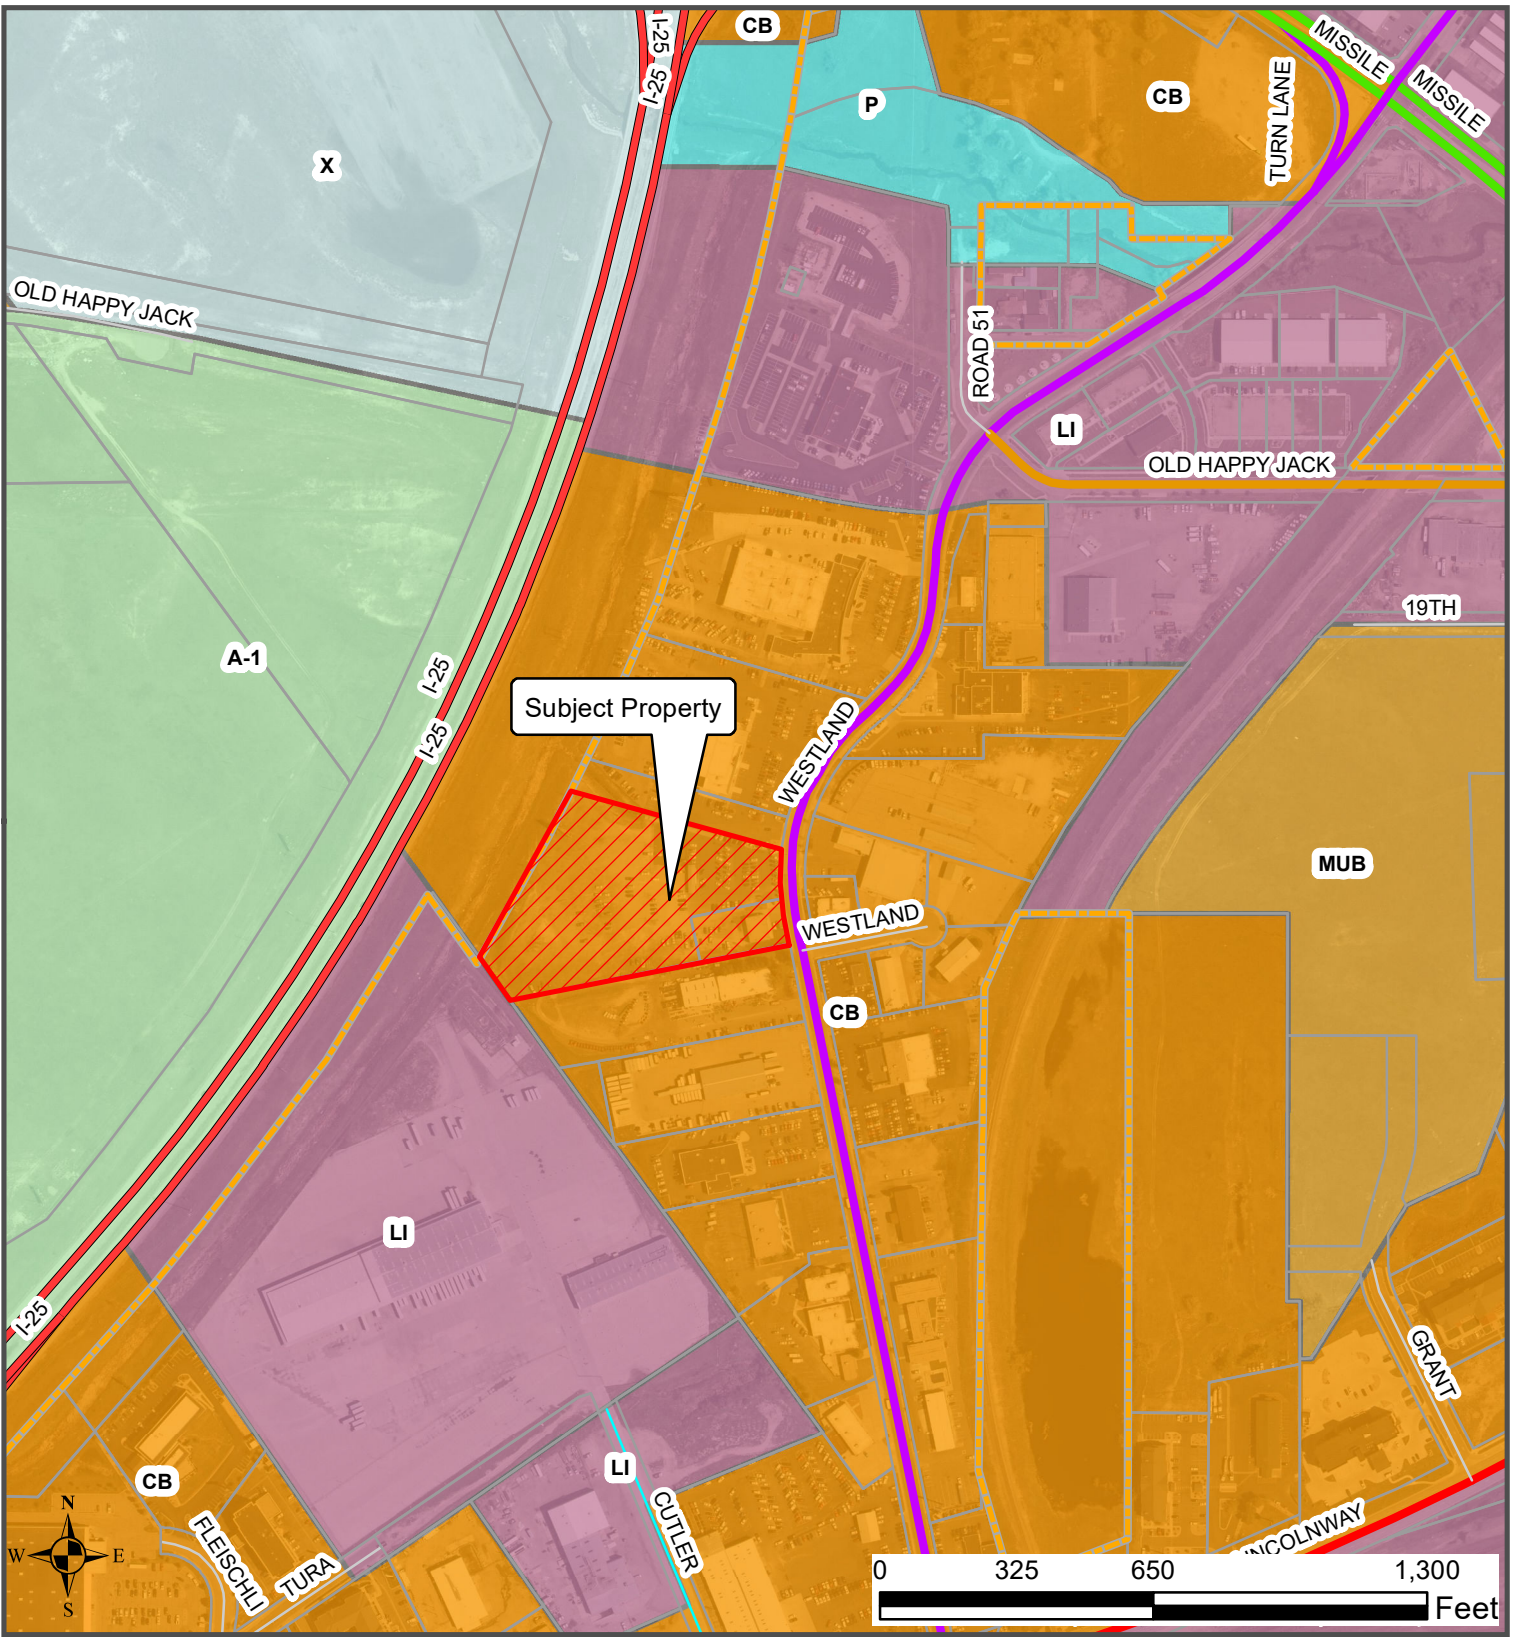 I-25
CB
MISSILE
I-25
P
CB
TURN LANE
MISSILE
X
OLD HAPPY JACK
ROAD 51
LI
OLD HAPPY JACK
19TH
A-1
I-25
Subject Property
I-25
WESTLAND
MUB
WESTLAND
CB
LI
I-25
GRANT
LI
CB
CUTLER
N
W E
S
FLEISCHLI
TURA
INCOLNWAY
0 325 650 1,300
Feet